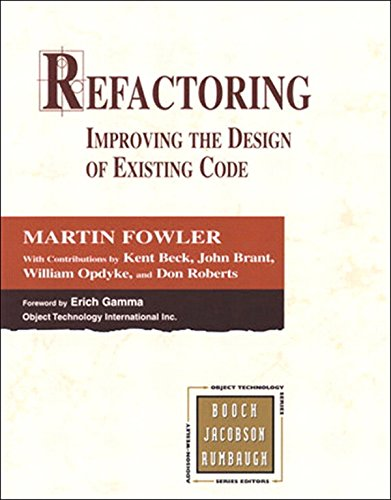 REFACTORING
IMPROVING THE DESIGN
OF EXISTING CODE
MARTIN FOWLER
With Contributions by Kent Beck, John Brant,
William Opdyke, and Don Roberts
Foreword by Erich Gamma
Object Technology International Inc.
OBJECT TECHNOLOGY
SERIES
ADDISON-WESLEY
BOOCH
JACOBSON
RUMBAUGH
SERIES EDITORS